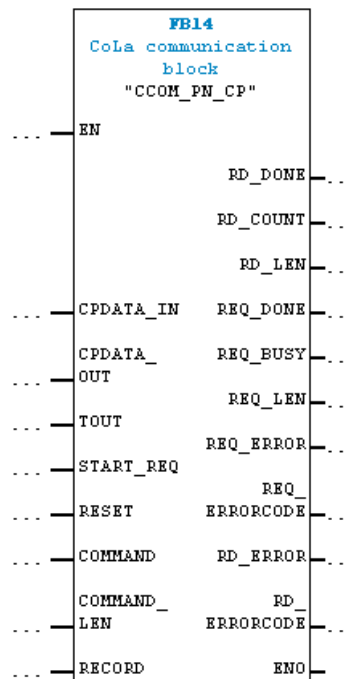 FB14
CoLa communication
block
"CCOM_PN_CP"
... EN
RD_DONE ..
RD_COUNT ..
RD_LEN ..
... CPDATA_IN REQ_DONE ..
CPDATA_ REQ_BUSY ..
... OUT
REQ_LEN ..
... TOUT
REQ_ERROR ..
... START_REQ
REQ_
... RESET ERRORCODE ..
... COMMAND RD_ERROR ..
COMMAND_ RD_
... LEN ERRORCODE ..
... RECORD ENO